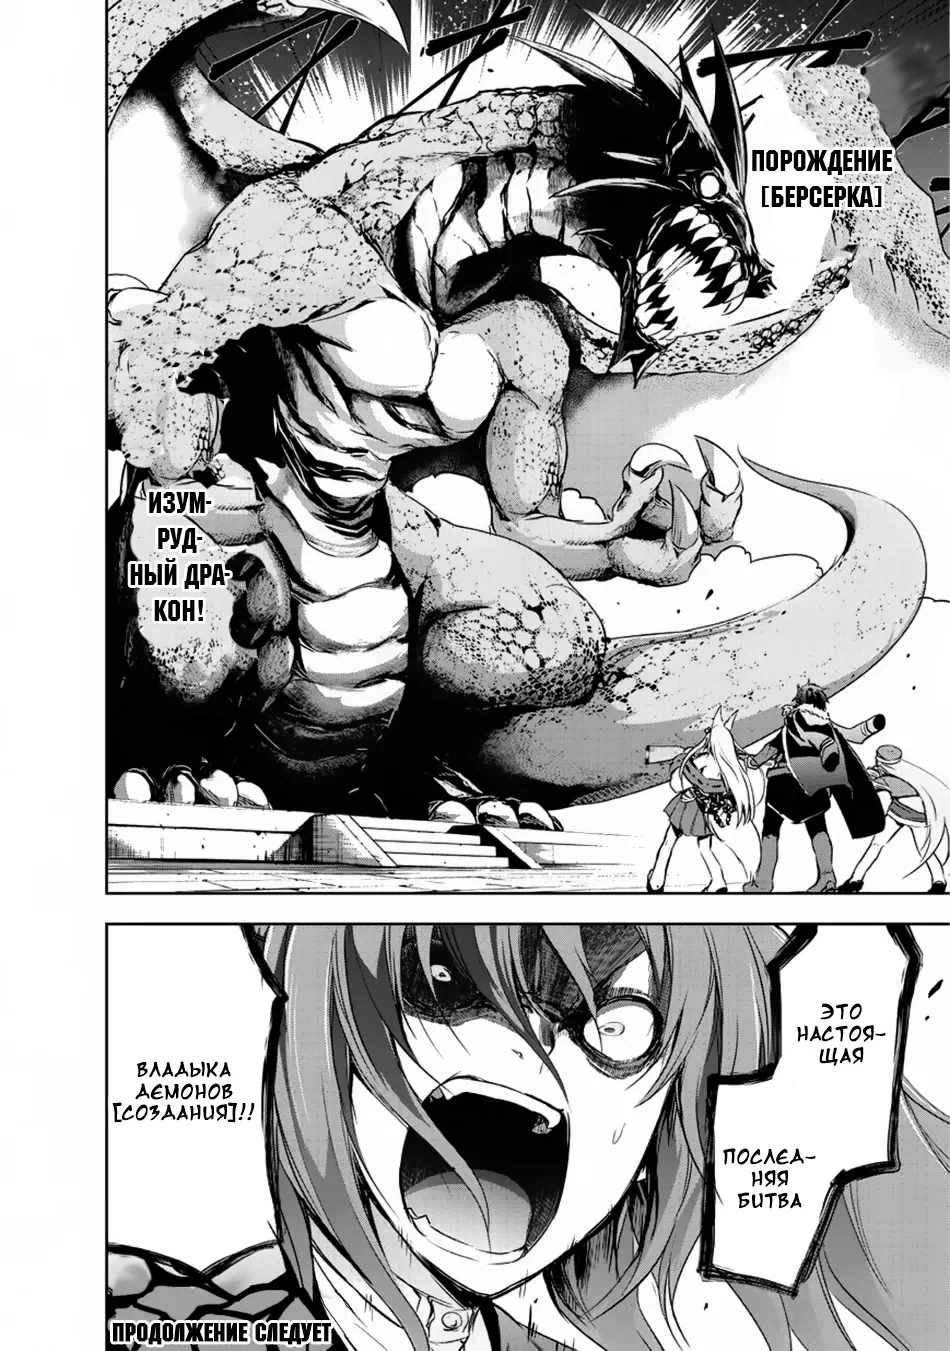 ПОРОЖДЕНИЕ
[БЕРСЕРКА]
ИЗУМ-
РУД-
НЫЙ ДРА-
КОН!
ЭТО
НАСТОЯ-
ЩАЯ
ПОСЛЕД-
НЯЯ
БИТВА
ВЛАДЫКА
ДЕМОНОВ
[СОЗДАНИЯ]!!
ПРОДОЛЖЕНИЕ СЛЕДУЕТ